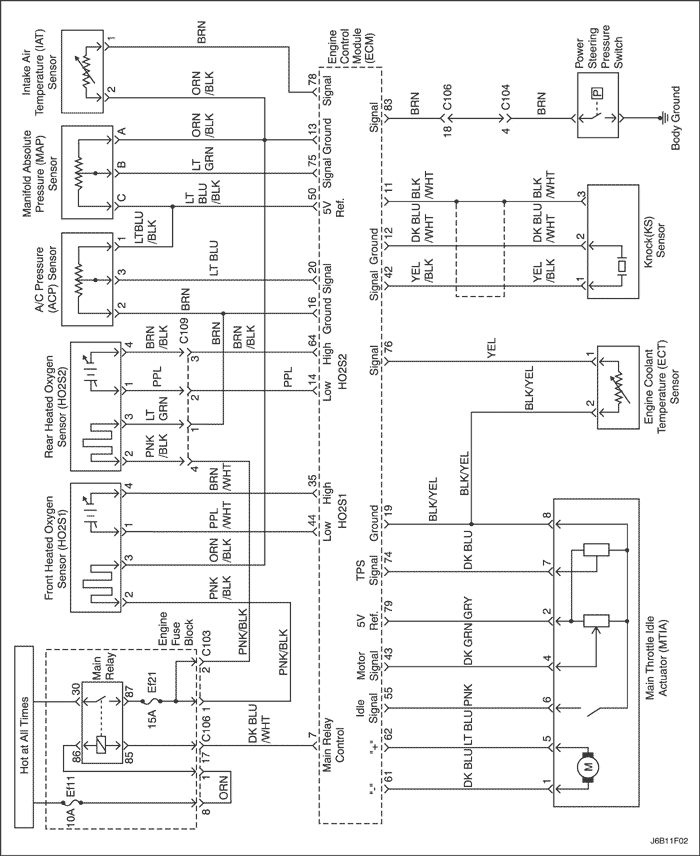 Hot at All Times
Ef11
10A
86
30
Main
Relay
85
87
Ef21
15A
Engine
Fuse
Block
8
1
17
C106
1
2
C103
ORN
DK BLU
/WHT
PNK/BLK
PNK/BLK
Front Heated Oxygen
Sensor (HO2S1)
2
3
1
4
PNK
/BLK
ORN
/BLK
PPL
/WHT
BRN
/WHT
Rear Heated Oxygen
Sensor (HO2S2)
2
3
1
4
PNK
/BLK
LT
GRN
PPL
BRN
/BLK
4
1
2
3
C109
PPL
BRN
BRN
/BLK
A/C Pressure
(ACP) Sensor
2
3
1
BRN
LT BLU
LTBLU
/BLK
Manifold Absolute
Pressure (MAP)
Sensor
C
B
A
LT
BLU
/BLK
LT
GRN
ORN
/BLK
Intake Air
Temperature (IAT)
Sensor
2
1
ORN
/BLK
BRN
7
Main Relay
Control
44
35
Low
High
HO2S1
14
64
Low
High
HO2S2
16
20
Ground
Signal
50
75
13
78
5V
Ref.
Signal
Ground
Signal
Engine
Control
Module
(ECM)
"-"
"+"
Idle
Signal
Motor
Signal
5V
Ref.
TPS
Signal
Ground
Signal
Signal
Ground
Signal
61
62
55
43
79
74
19
76
42
12
11
83
DK BLU
LT BLU
PNK
DK GRN
GRY
DK BLU
BLK/YEL
BLK/YEL
BLK/YEL
YEL
YEL
/BLK
DK BLU
/WHT
BLK
/WHT
YEL
/BLK
DK BLU
/WHT
BLK
/WHT
BRN
18
C106
4
C104
BRN
1
5
6
4
2
7
8
M
Main Throttle Idle
Actuator (MTIA)
2
1
Engine Coolant
Temperature (ECT)
Sensor
1
2
3
Knock(KS)
Sensor
Power
Steering
Pressure
Switch
P
Body Ground
J6B11F02